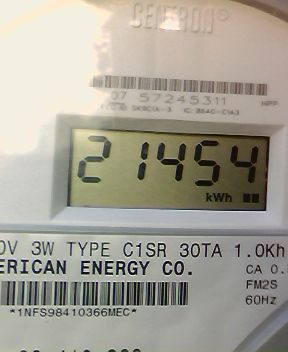 CENTRON®
07 57245311
21454
kWh
0V 3W TYPE C1SR 30TA 1.0Kh
ERICAN ENERGY CO.
CA 0.
FM2S
60Hz
*1NFS98410366MEC*